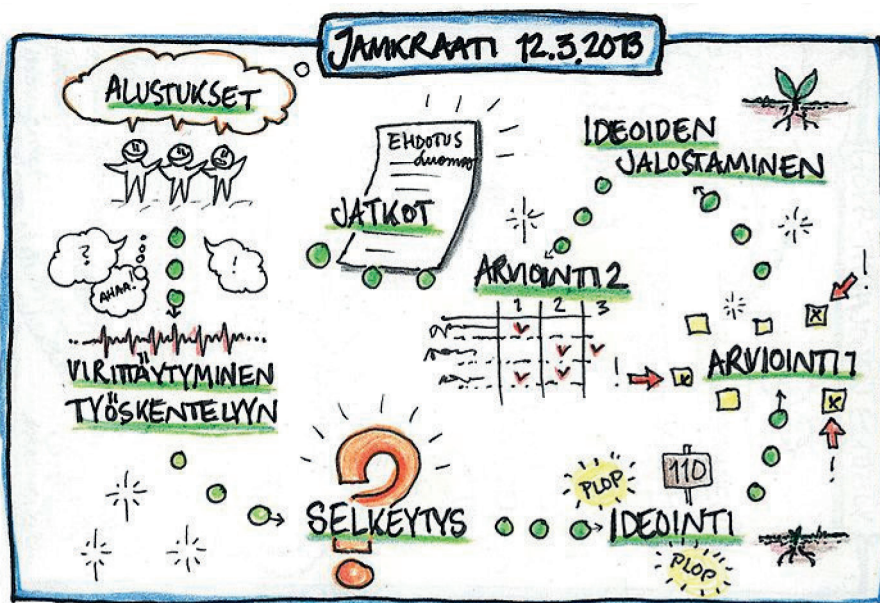 JAMKRAATI 12.3.2013
ALUSTUKSET
?
AHAA!
!
VIRITTÄYTYMINEN
TYÖSKENTELYYN
SELKEYTYS
PLOP
110
IDEOINTI
PLOP
ARVIOINTI 1
!
!
!
x
x
x
IDEOIDEN
JALOSTAMINEN
ARVIOINTI 2
1 2 3
EHDOTUS
JATKOT